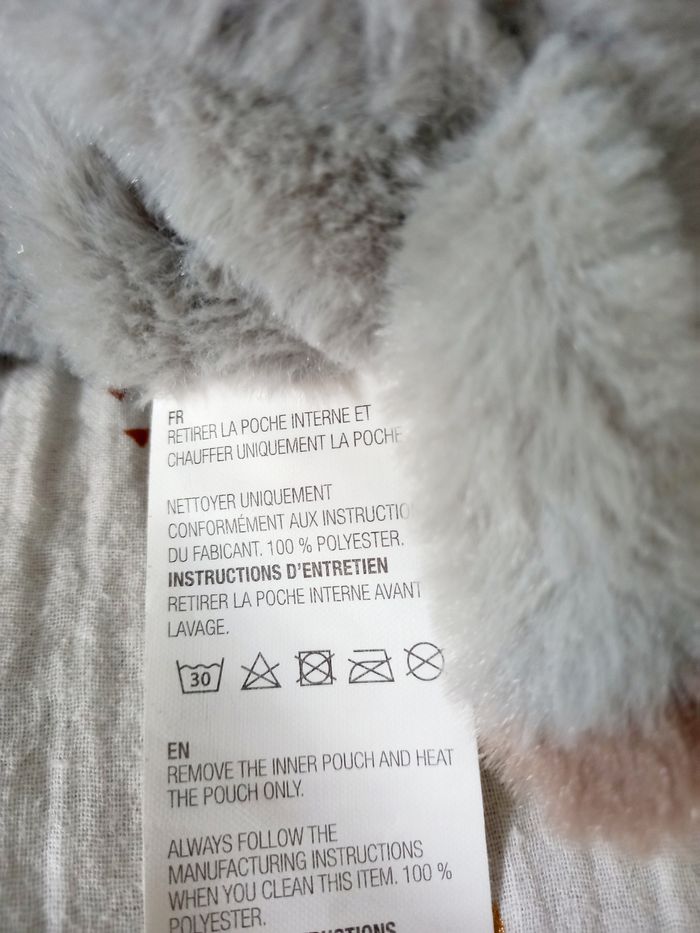 FR
RETIRER LA POCHE INTERNE ET
CHAUFFER UNIQUEMENT LA POCHE
NETTOYER UNIQUEMENT
CONFORMÉMENT AUX INSTRUCTIO
DU FABICANT. 100 % POLYESTER.
INSTRUCTIONS D'ENTRETIEN
RETIRER LA POCHE INTERNE AVANT
LAVAGE.
30
EN
REMOVE THE INNER POUCH AND HEAT
THE POUCH ONLY.
ALWAYS FOLLOW THE
MANUFACTURING INSTRUCTIONS
WHEN YOU CLEAN THIS ITEM. 100 %
POLYESTER.